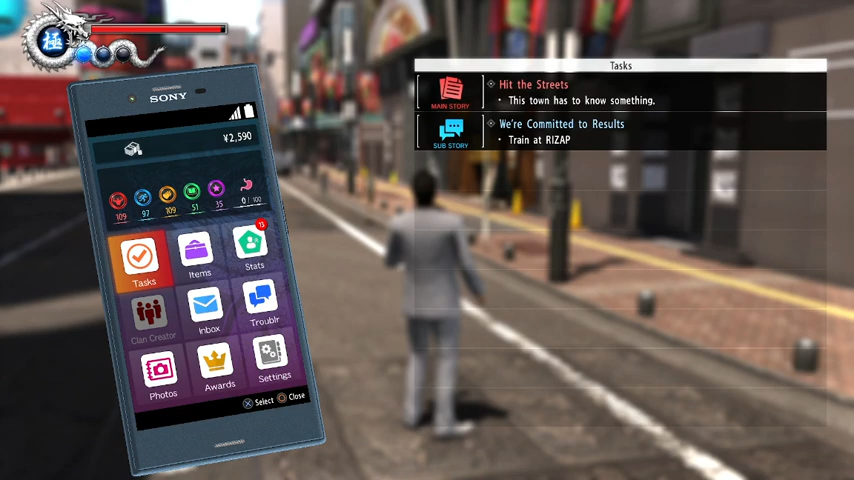 極
SONY
¥2,590
109
97
109
51
35
0 / 100
Tasks
Items
13
Stats
Clan Creator
Inbox
Troublr
Photos
Awards
Settings
Select
Close
Tasks
MAIN STORY
Hit the Streets
・ This town has to know something.
SUB STORY
We're Committed to Results
・ Train at RIZAP